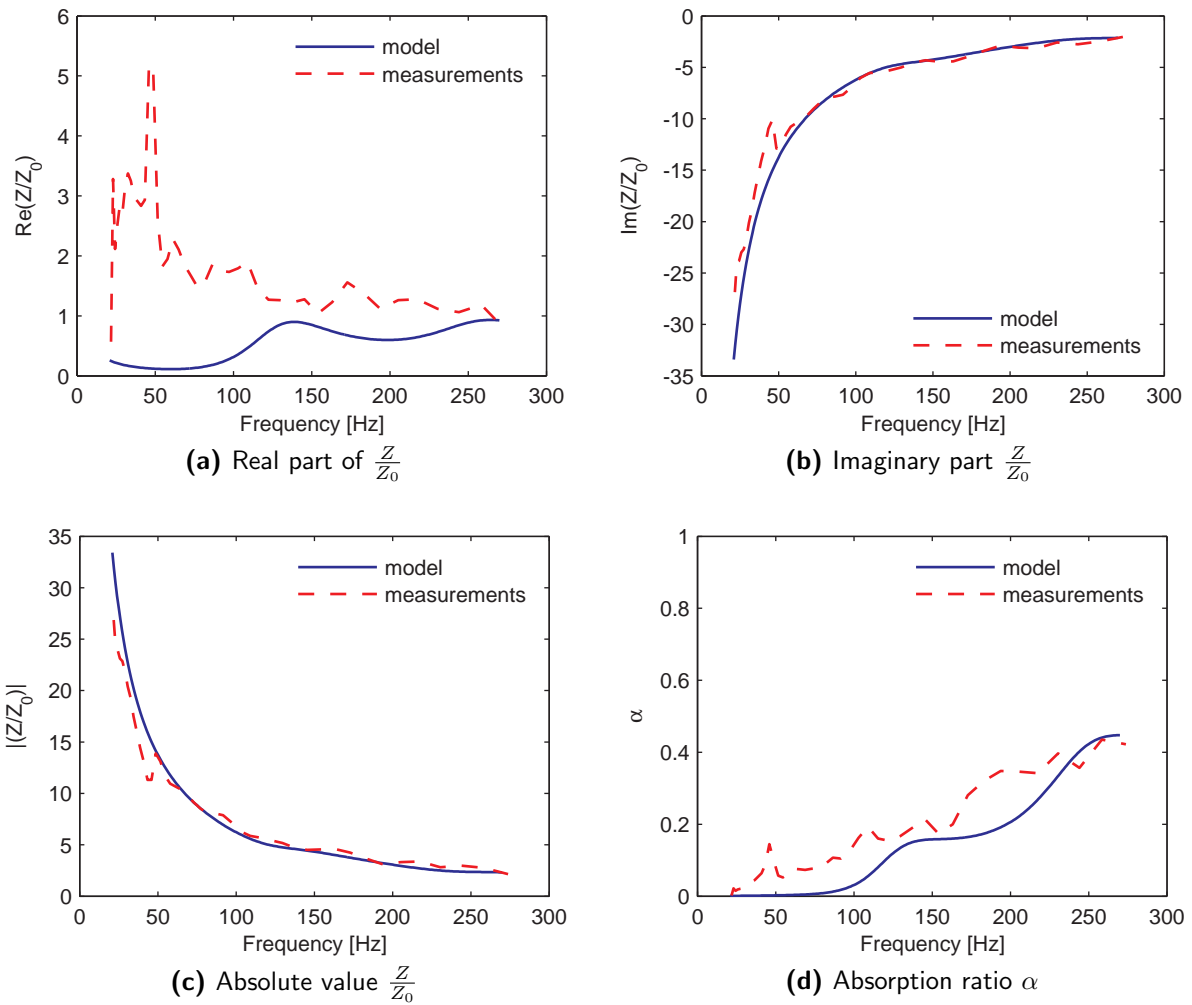 6
5
4
3
2
1
0
Re(Z/Z0)
model
measurements
0 50 100 150 200 250 300
Frequency [Hz]
(a) Real part of Z/Z0
0
-5
-10
-15
-20
-25
-30
-35
Im(Z/Z0)
model
measurements
0 50 100 150 200 250 300
Frequency [Hz]
(b) Imaginary part Z/Z0
35
30
25
20
15
10
5
0
|(Z/Z0)|
model
measurements
0 50 100 150 200 250 300
Frequency [Hz]
(c) Absolute value Z/Z0
1
0.8
0.6
0.4
0.2
0
α
model
measurements
0 50 100 150 200 250 300
Frequency [Hz]
(d) Absorption ratio α